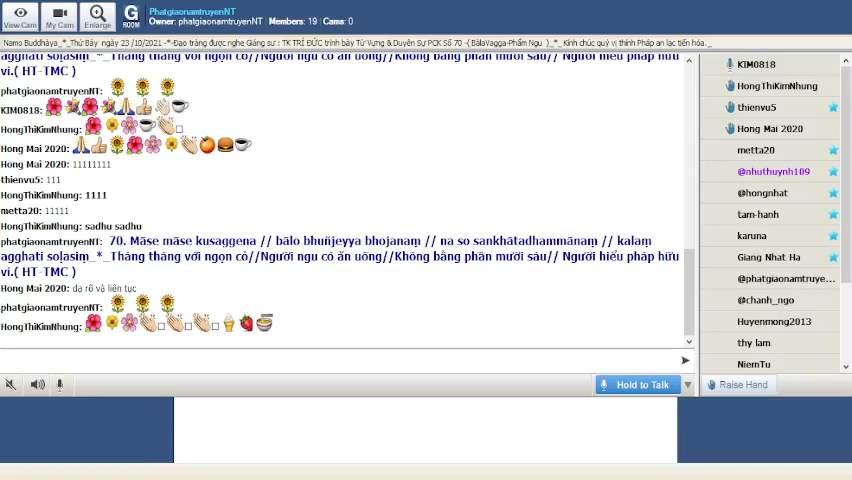 PhatgiaonamtruyenNT
Owner: phatgiaonamtruyenNT | Members: 19 | Cams: 0
View Cam My Cam Enlarge G ROOM
Namo Buddhàya_*_Thứ Bảy ngày 23 /10/2021 -*-Đạo tràng được nghe Giảng sư : TK TRÍ ĐỨC trình bày Từ Vựng & Duyên Sự PCK Số 70 -(BàlaVagga-Phẩm Ngu )_*_ Kính chúc quý vị thính Pháp an lạc tiến hóa._
agghati soḷasiṃ_*_Tháng tháng với ngọn cỏ//Người ngu có ăn uống//Không bằng phần mười sáu// Người hiểu pháp hữu
vi.( HT-TMC )
phatgiaonamtruyenNT:
KIM0818:
HongThiKimNhung:
Hong Mai 2020:
Hong Mai 2020: 11111111
thienvu5: 111
HongThiKimNhung: 1111
metta20: 11111
HongThiKimNhung: sadhu sadhu
phatgiaonamtruyenNT: 70. Māse māse kusaggena // bālo bhuñjeyya bhojanaṃ // na so sankhātadhammānaṃ // kalaṃ
agghati soḷasiṃ_*_Tháng tháng với ngọn cỏ//Người ngu có ăn uống//Không bằng phần mười sáu// Người hiểu pháp hữu
vi.( HT-TMC )
Hong Mai 2020: dạ rõ và liên tục
phatgiaonamtruyenNT:
HongThiKimNhung:
Hold to Talk
KIM0818
HongThiKimNhung
thienvu5
Hong Mai 2020
metta20
@nhuthuynh109
@hongnhat
tam-hanh
karuna
Giang Nhat Ha
@phatgiaonamtruye...
@chanh_ngo
Huyenmong2013
thy lam
NiemTu
Raise Hand